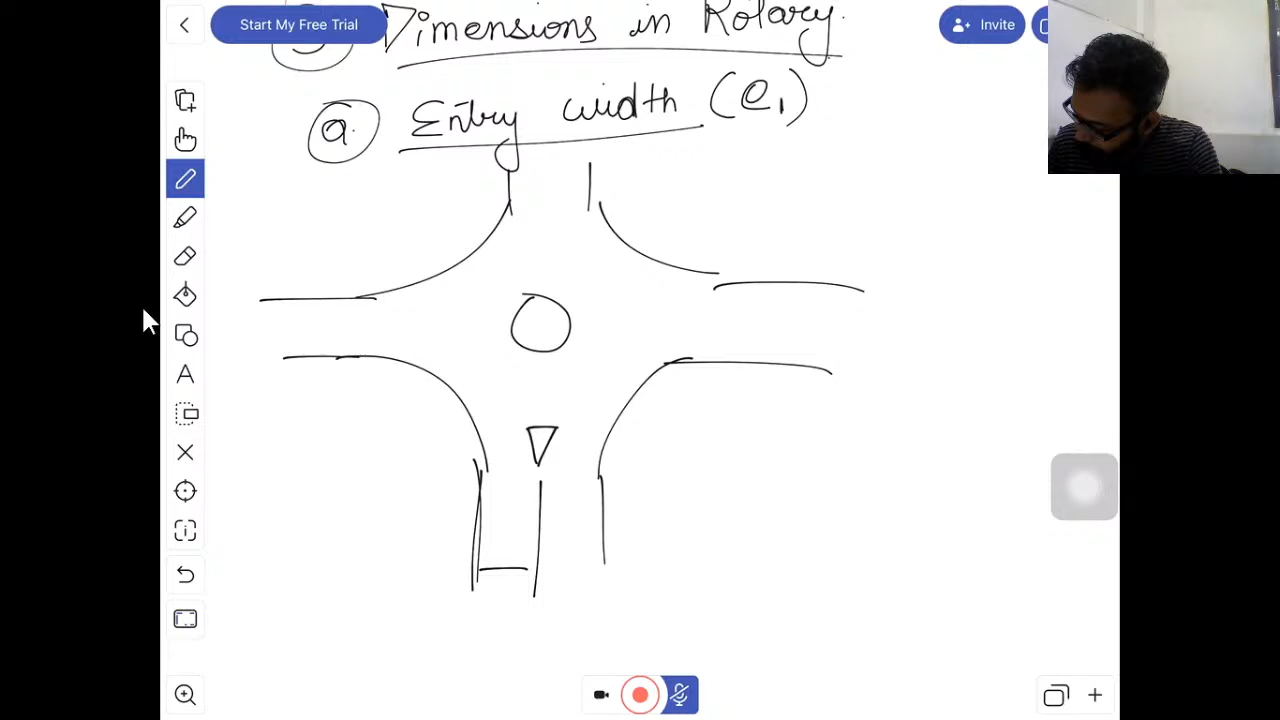 Start My Free Trial
Invite
Dimensions in Rotary.
a Entry width (e1)
A